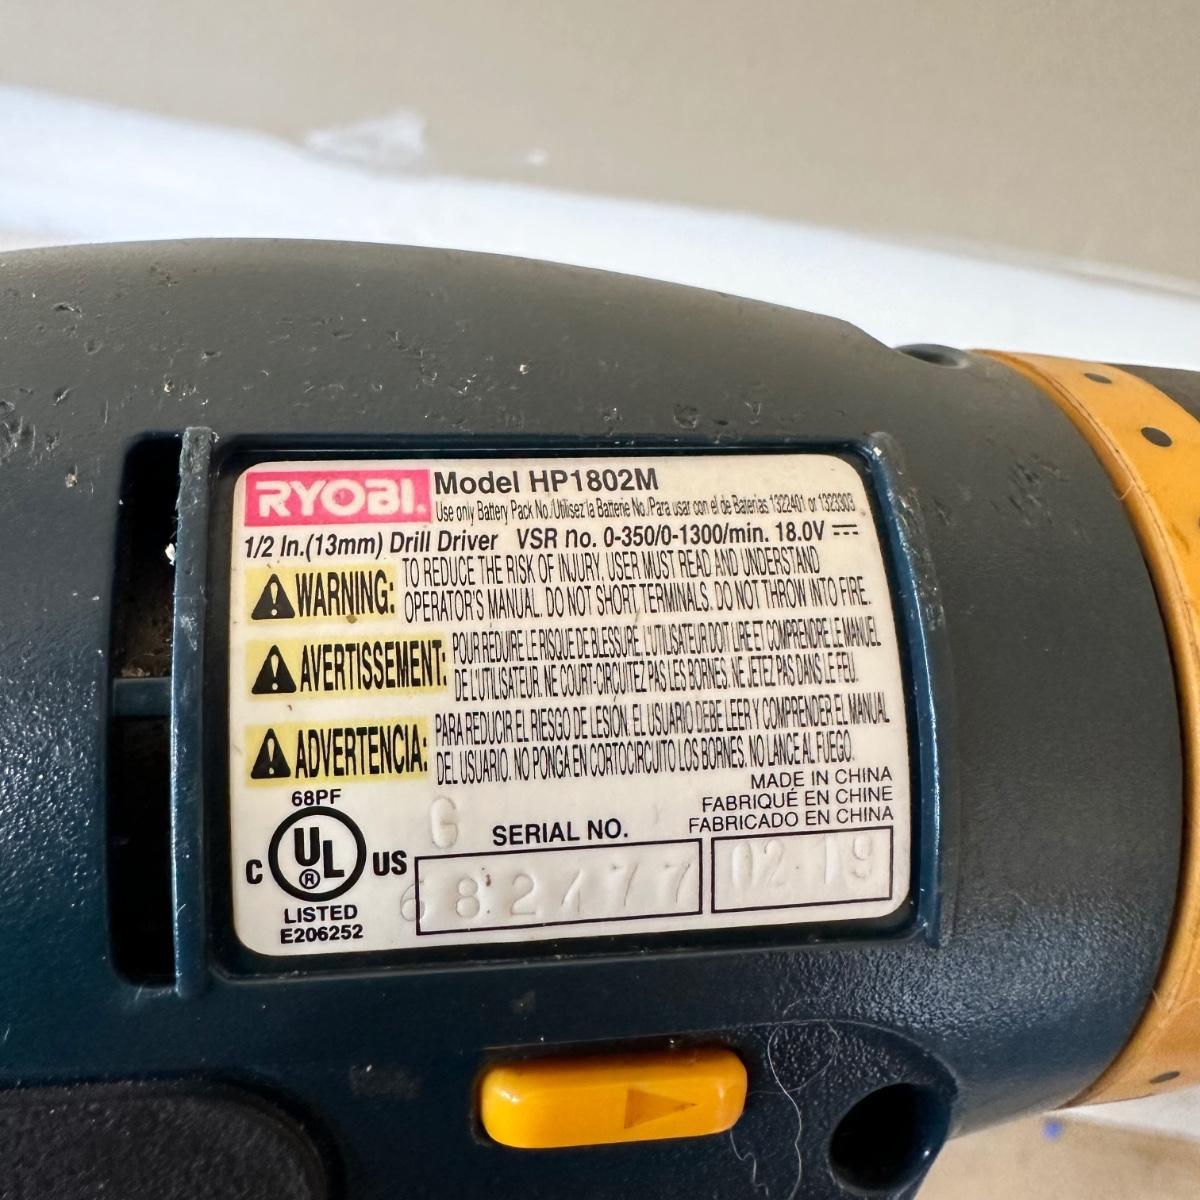 RYOBI. Model HP1802M
Use only Battery Pack No./Utilisez la Batterie No./Para usar con el de Baterias 1322401 or 1323303
1/2 In.(13mm) Drill Driver VSR no. 0-350/0-1300/min. 18.0V
WARNING: TO REDUCE THE RISK OF INJURY, USER MUST READ AND UNDERSTAND
OPERATOR'S MANUAL. DO NOT SHORT TERMINALS. DO NOT THROW INTO FIRE.
AVERTISSEMENT: POUR RÉDUIRE LE RISQUE DE BLESSURE, L'UTILISATEUR DOIT LIRE ET COMPRENDRE LE MANUEL
DE L'UTILISATEUR. NE COURT-CIRCUITEZ PAS LES BORNES. NE JETEZ PAS DANS LE FEU.
ADVERTENCIA: PARA REDUCIR EL RIESGO DE LESIÓN. EL USUARIO DEBE LEER Y COMPRENDER EL MANUAL
DEL USUARIO. NO PONGA EN CORTOCIRCUITO LOS BORNES. NO LANCE AL FUEGO.
MADE IN CHINA
FABRIQUÉ EN CHINE
FABRICADO EN CHINA
68PF
C UL ® US
LISTED
E206252
G SERIAL NO.
02 19